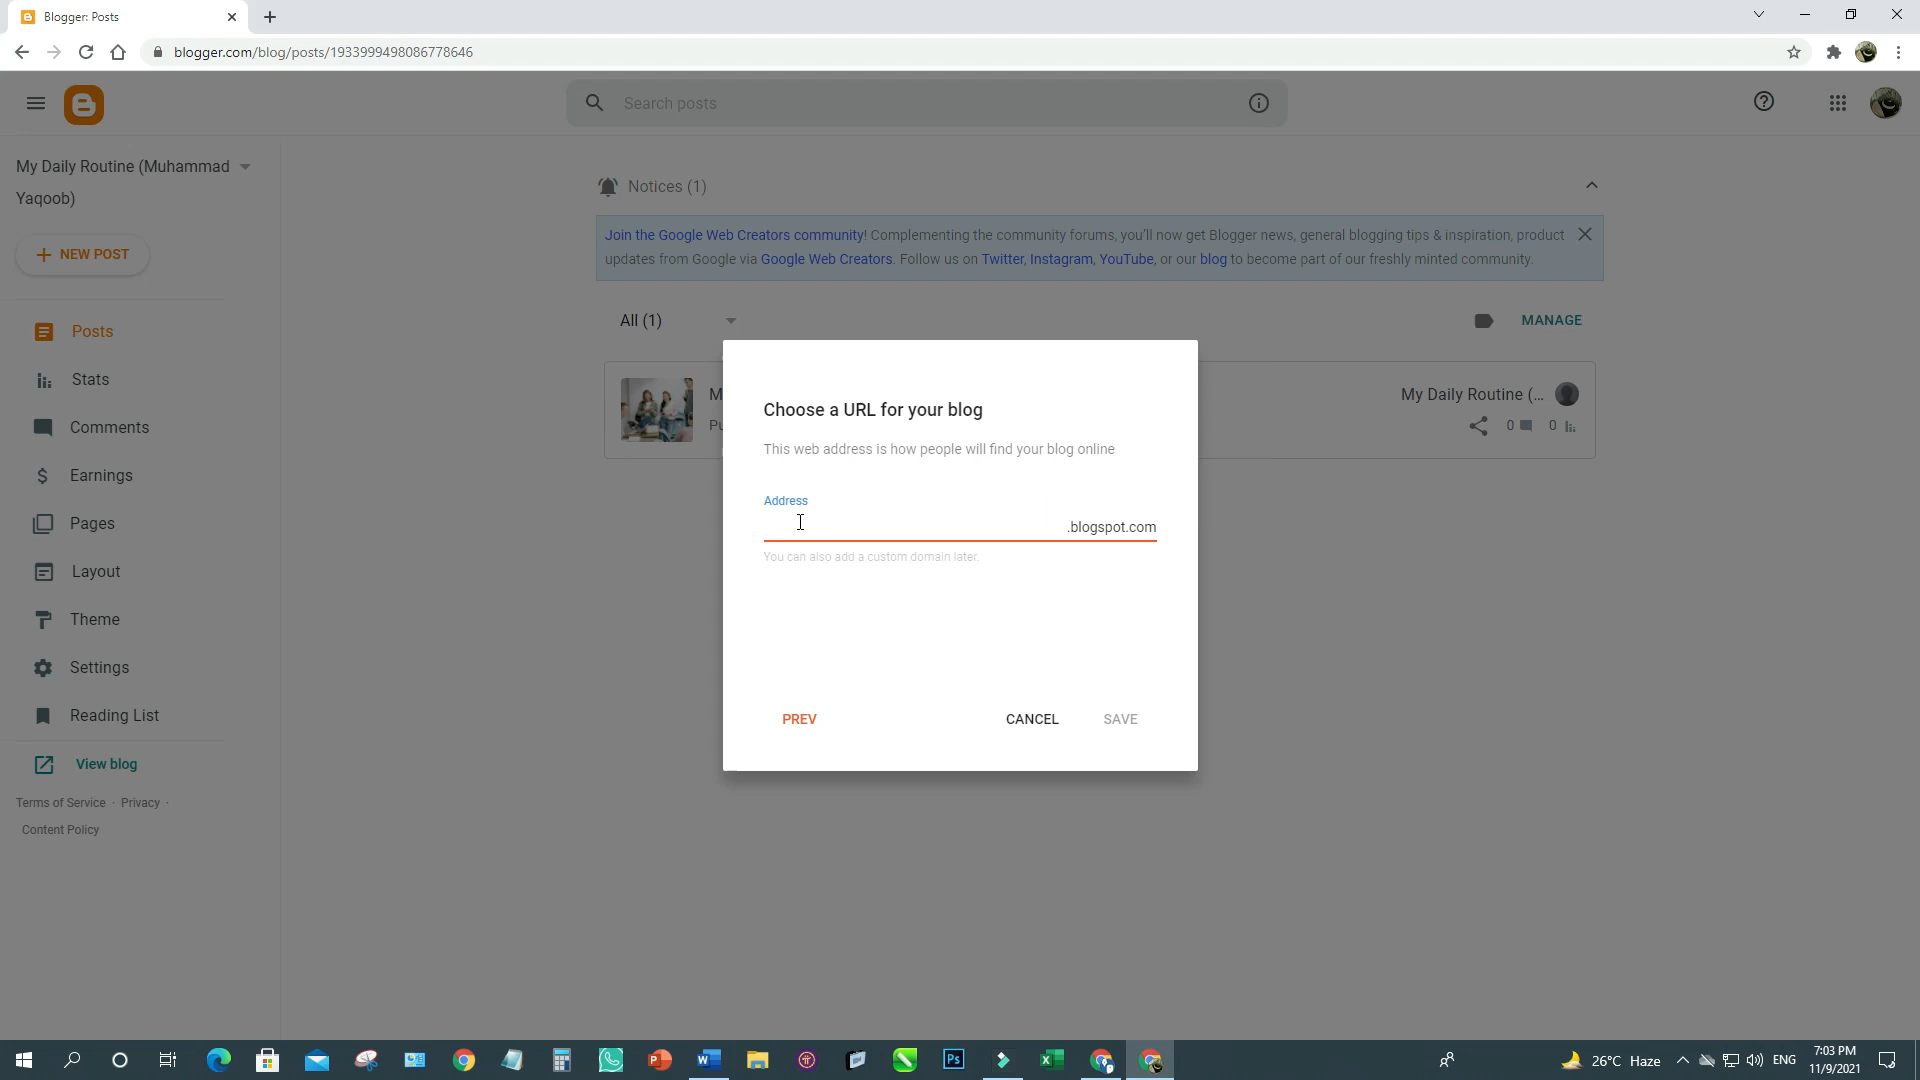 Blogger: Posts
blogger.com/blog/posts/1933999498086778646
Search posts
My Daily Routine (Muhammad
Yaqoob)
NEW POST
Posts
Stats
Comments
Earnings
Pages
Layout
Theme
Settings
Reading List
View blog
Terms of Service · Privacy ·
Content Policy
Notices (1)
Join the Google Web Creators community! Complementing the community forums, you'll now get Blogger news, general blogging tips & inspiration, product
updates from Google via Google Web Creators. Follow us on Twitter, Instagram, YouTube, or our blog to become part of our freshly minted community.
All (1)
MANAGE
M
Pu
My Daily Routine (...
0
0
Choose a URL for your blog
This web address is how people will find your blog online
Address
.blogspot.com
You can also add a custom domain later.
PREV
CANCEL
SAVE
26°C Haze
ENG
7:03 PM
11/9/2021